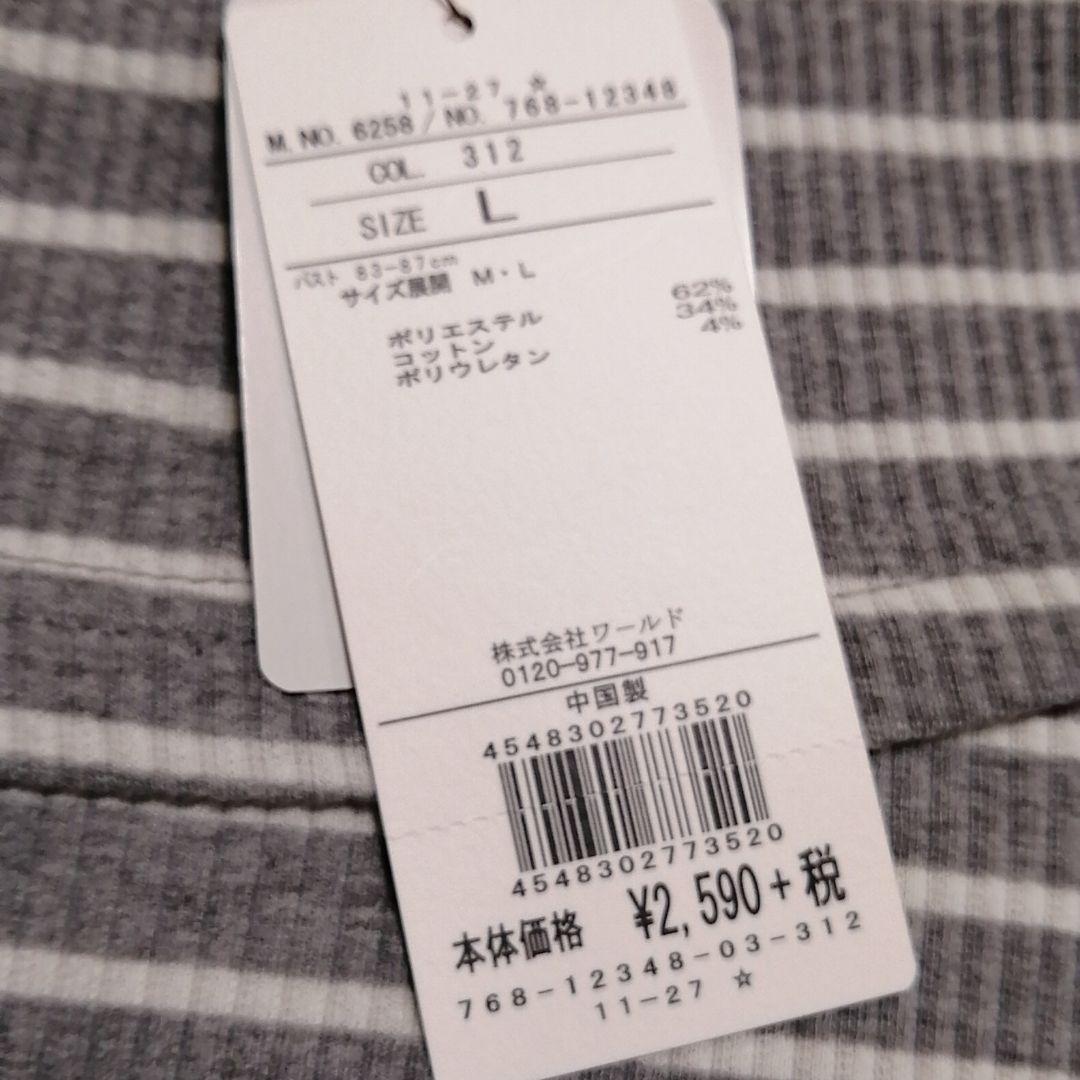 11-27 ☆
M. NO. 6258 / NO. 768-12348
COL. 312
SIZE L
バスト 83-87cm
サイズ展開 M・L
ポリエステル 62%
コットン 34%
ポリウレタン 4%
株式会社ワールド
0120-977-917
中国製
4548302773520
4548302773520
本体価格 ¥2,590+税
768-12348-03-312
11-27 ☆